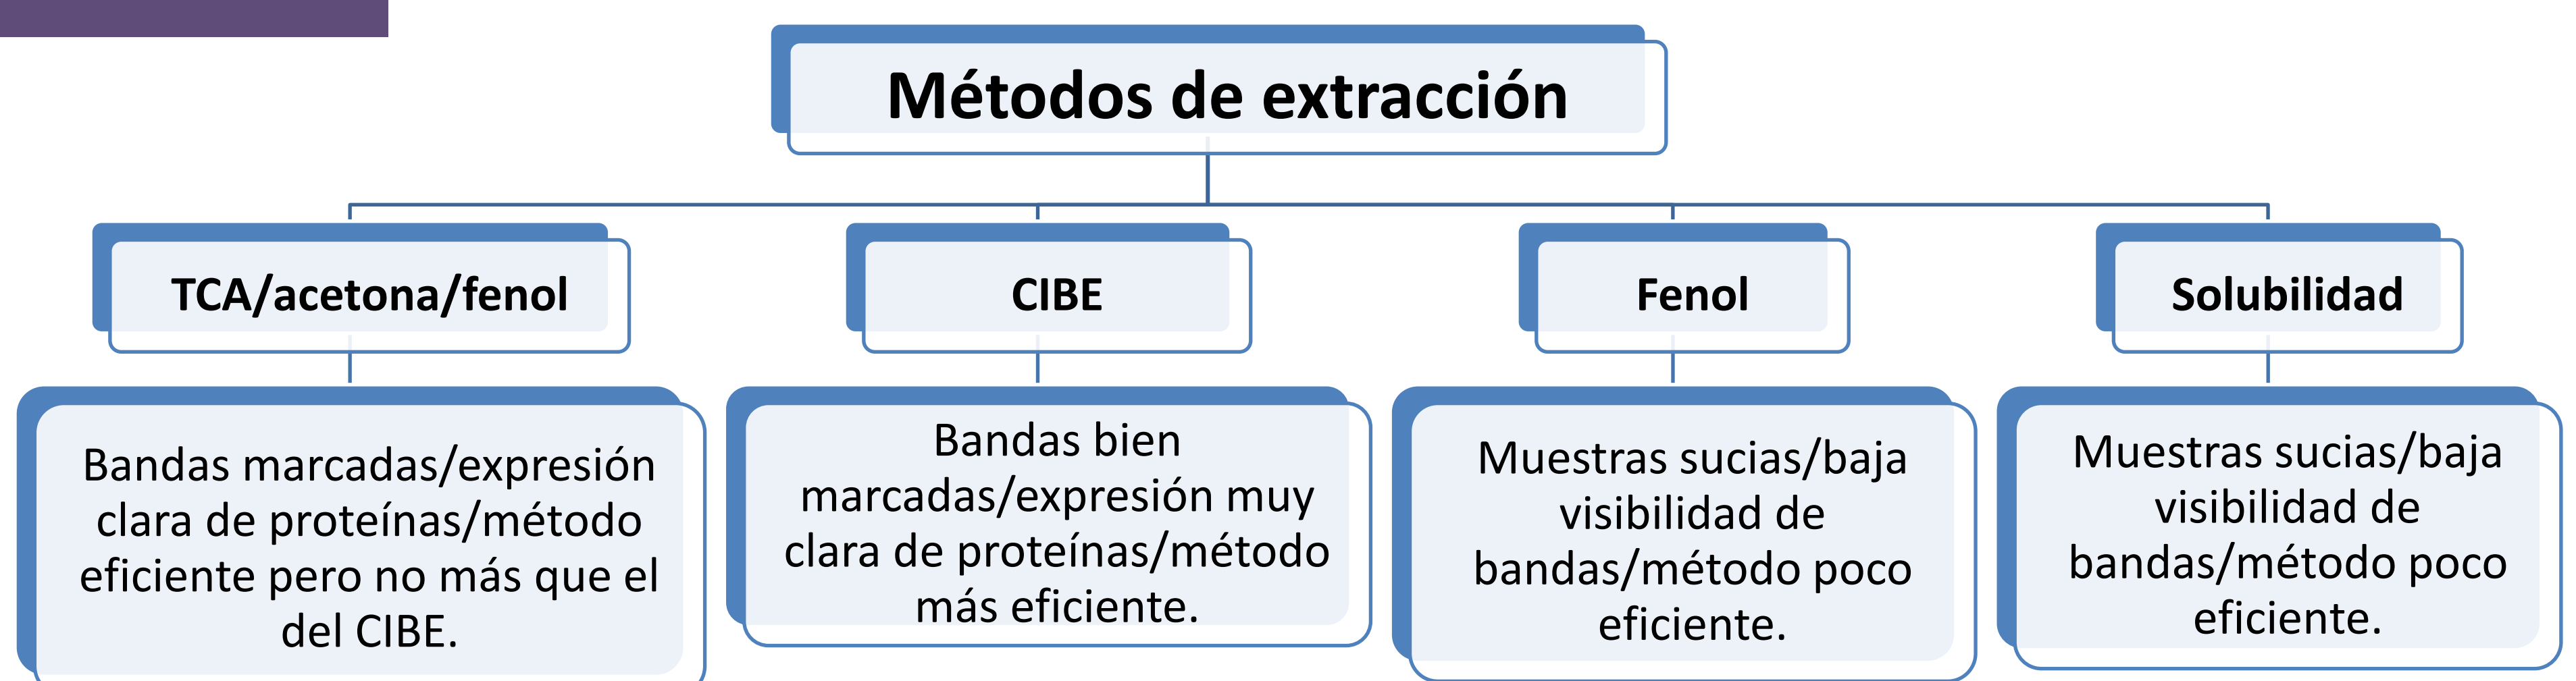 Métodos de extracción
TCA/acetona/fenol
CIBE
Fenol
Solubilidad
Bandas marcadas/expresión
clara de proteínas/método
eficiente pero no más que el
del CIBE.
Bandas bien
marcadas/expresión muy
clara de proteínas/método
más eficiente.
Muestras sucias/baja
visibilidad de
bandas/método poco
eficiente.
Muestras sucias/baja
visibilidad de
bandas/método poco
eficiente.